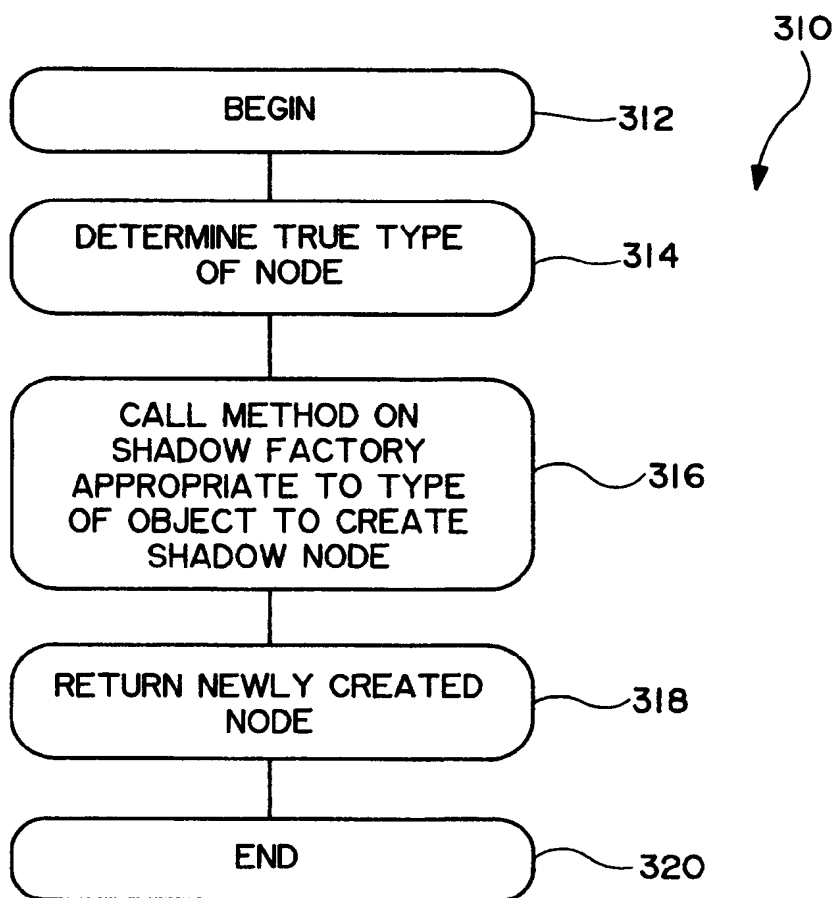 310
BEGIN
312
DETERMINE TRUE TYPE
OF NODE
314
CALL METHOD ON
SHADOW FACTORY
APPROPRIATE TO TYPE
OF OBJECT TO CREATE
SHADOW NODE
316
RETURN NEWLY CREATED
NODE
318
END
320